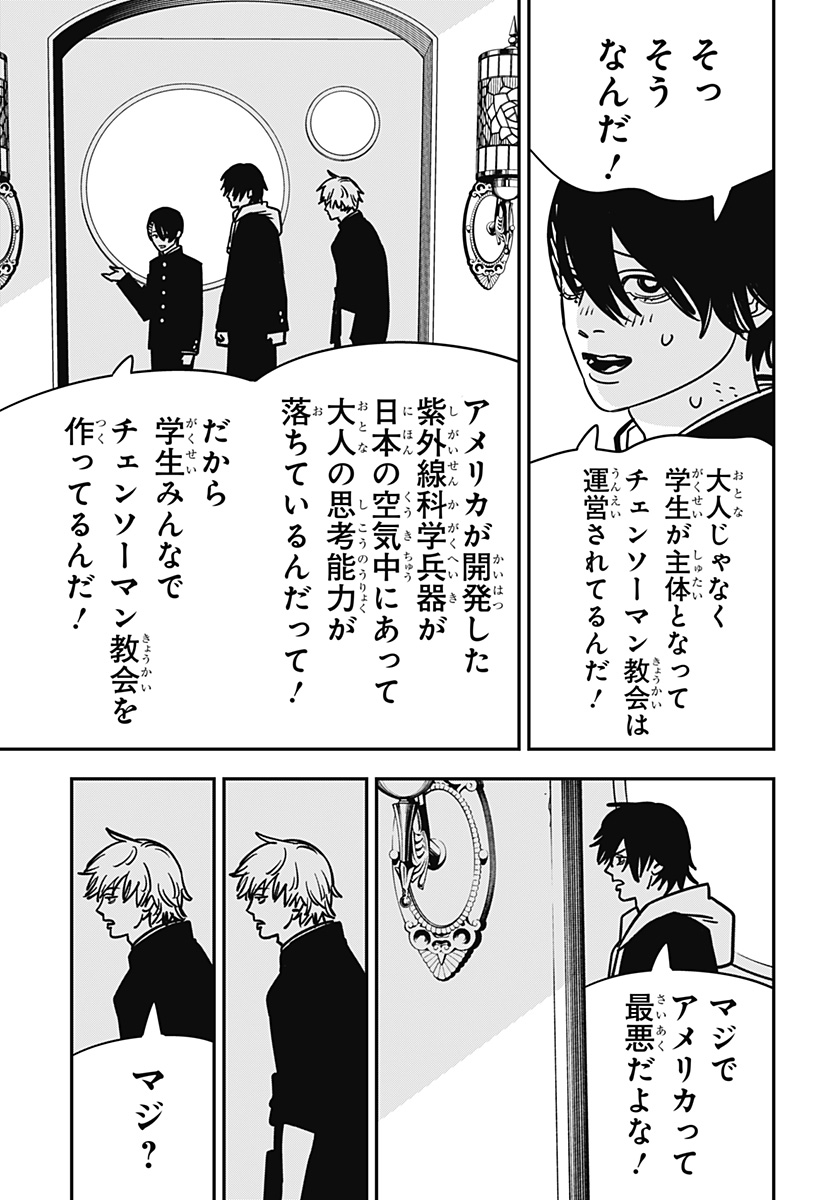 そっ
そう
なんだ！
大人じゃなく
学生が主体となって
チェンソーマン教会は
運営されてるんだ！
アメリカが開発した
紫外線科学兵器が
日本の空気中にあって
大人の思考能力が
落ちているんだって！
だから
学生みんなで
チェンソーマン教会を
作ってるんだ！
マジで
アメリカって
最悪だよな！
マジ？